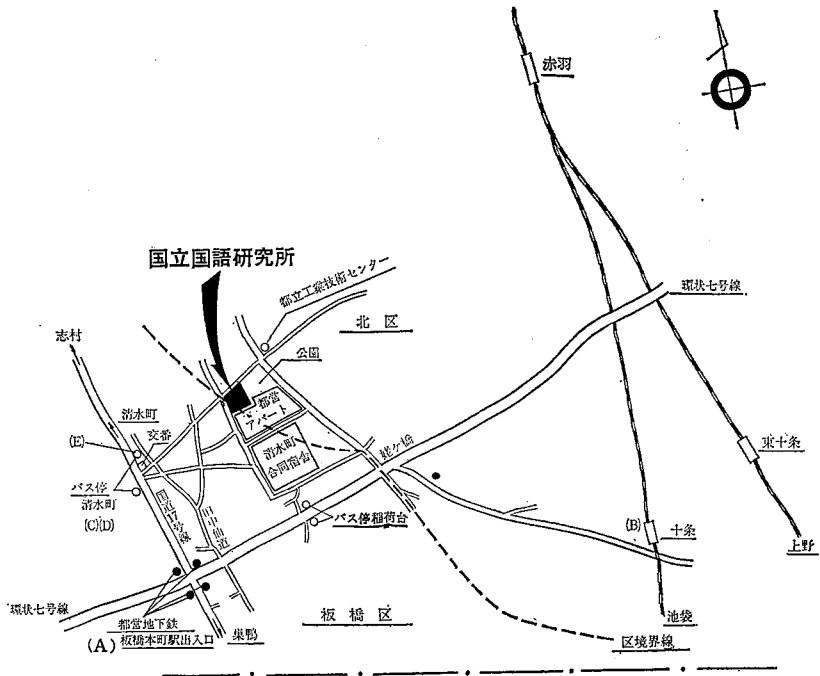 赤羽
国立国語研究所
都立工業技術センター
環状七号線
北区
志村
公園
都営
アパート
清水町
姥ケ橋
(E)
交番
清水町
合同宿舎
東十条
バス停
清水町
(C)(D)
国道17号線
旧中仙道
バス停稲荷台
(B)
十条
上野
環状七号線
板橋区
池袋
都営地下鉄
(A) 板橋本町駅出入口
巣鴨
区境界線